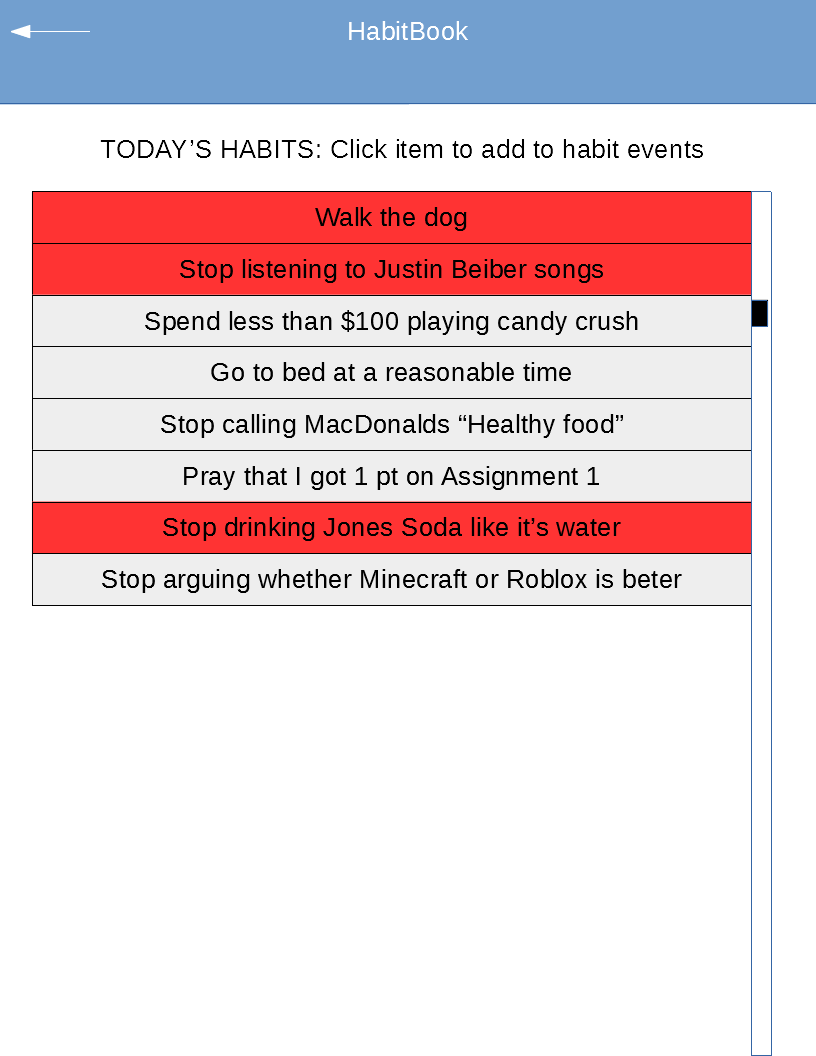 HabitBook
TODAY’S HABITS: Click item to add to habit events
Walk the dog
Stop listening to Justin Beiber songs
Spend less than $100 playing candy crush
Go to bed at a reasonable time
Stop calling MacDonalds “Healthy food”
Pray that I got 1 pt on Assignment 1
Stop drinking Jones Soda like it’s water
Stop arguing whether Minecraft or Roblox is beter